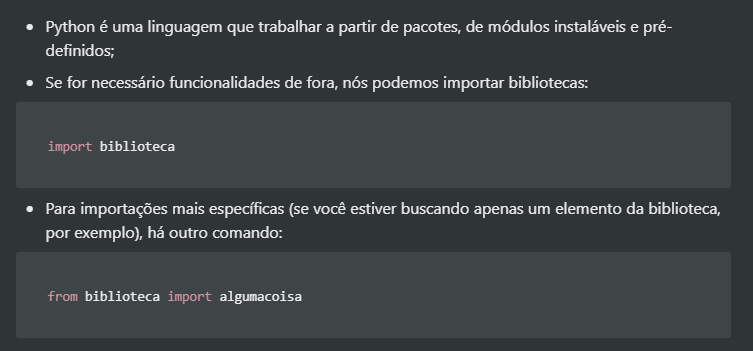 • Python é uma linguagem que trabalhar a partir de pacotes, de módulos instaláveis e pré-
definidos;
• Se for necessário funcionalidades de fora, nós podemos importar bibliotecas:
import biblioteca
• Para importações mais específicas (se você estiver buscando apenas um elemento da biblioteca,
por exemplo), há outro comando:
from biblioteca import algumacoisa